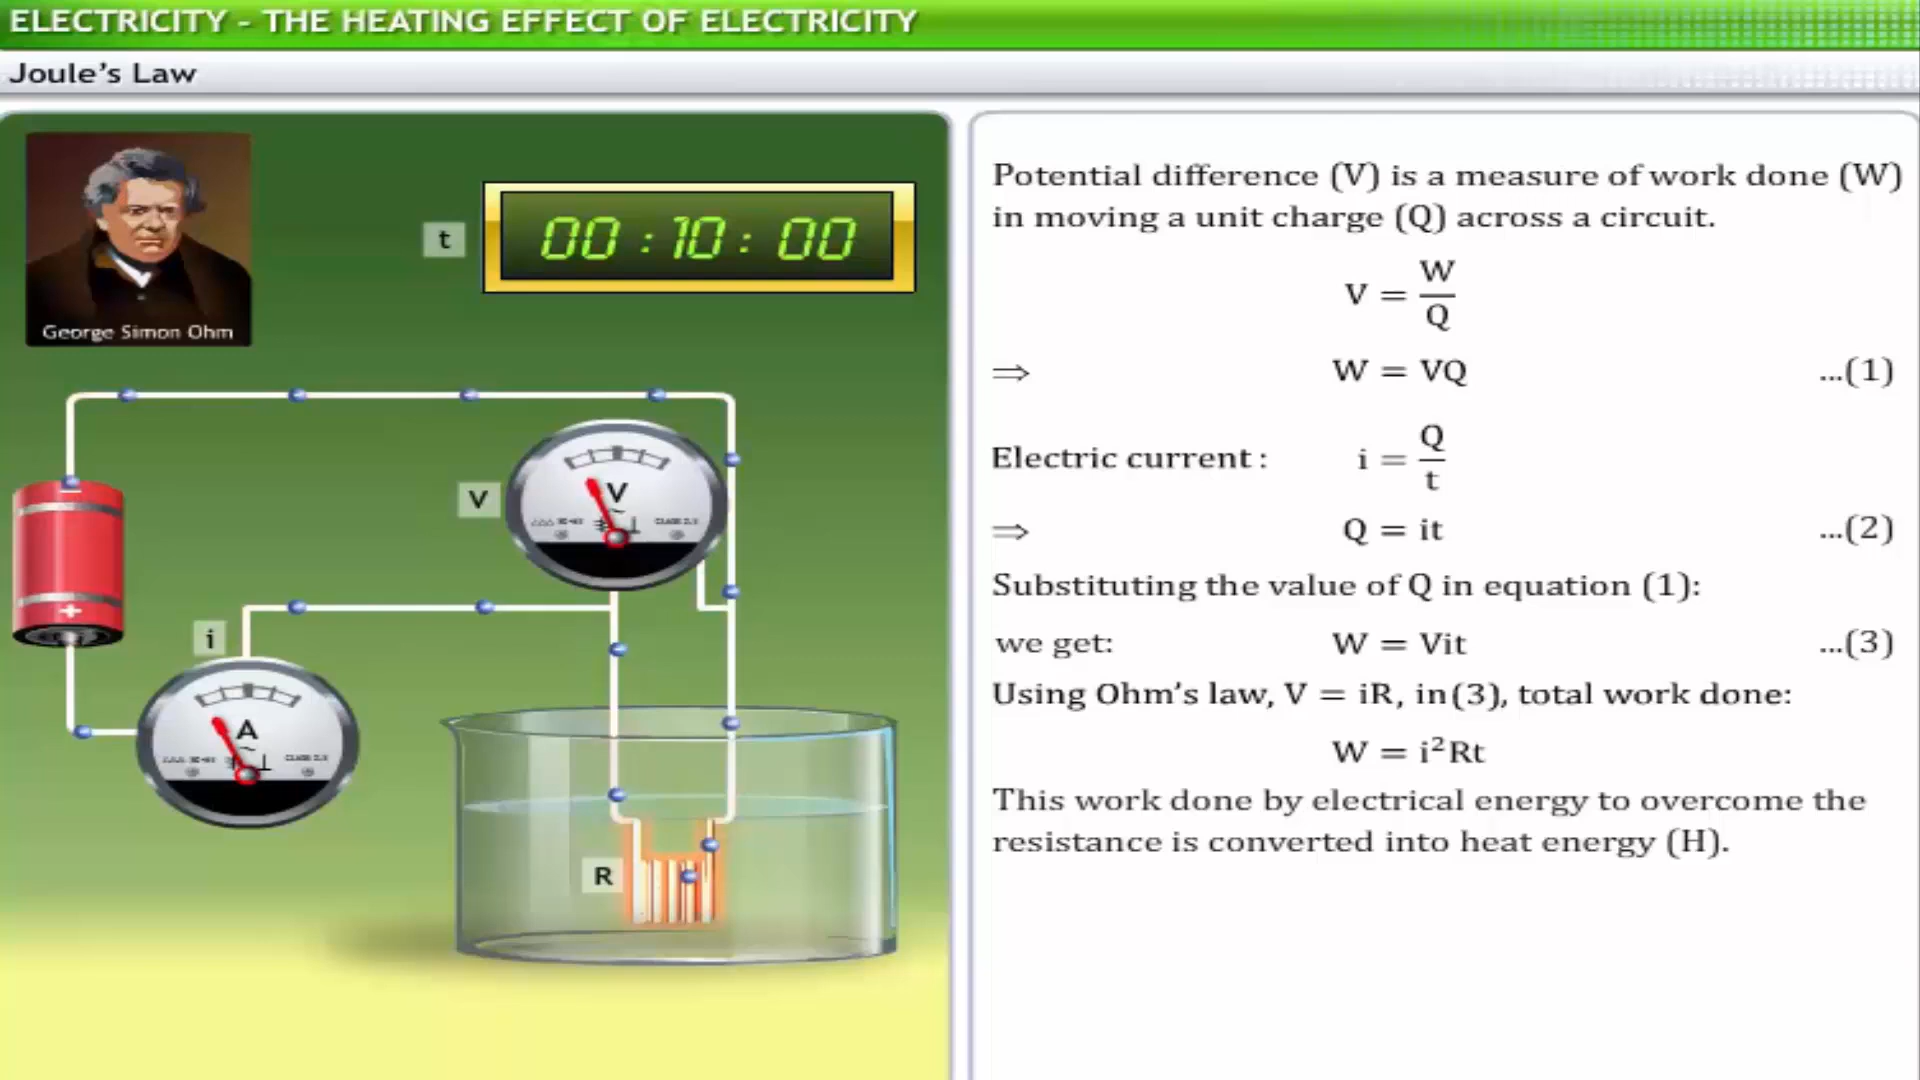 ELECTRICITY - THE HEATING EFFECT OF ELECTRICITY
Joule's Law
George Simon Ohm
t
00 : 10 : 00
V
V
i
A
R
Potential difference (V) is a measure of work done (W)
in moving a unit charge (Q) across a circuit.
V = W/Q
⇒ W = VQ ...(1)
Electric current : i = Q/t
⇒ Q = it ...(2)
Substituting the value of Q in equation (1):
we get: W = Vit ...(3)
Using Ohm's law, V = iR, in(3), total work done:
W = i²Rt
This work done by electrical energy to overcome the
resistance is converted into heat energy (H).